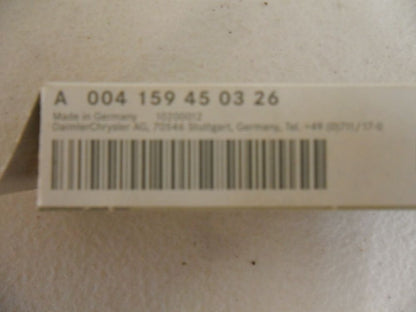 A 004 159 45 03 26
Made in Germany 10200012
DaimlerChrysler AG, 70546 Stuttgart, Germany, Tel. +49 (0)711/17-0